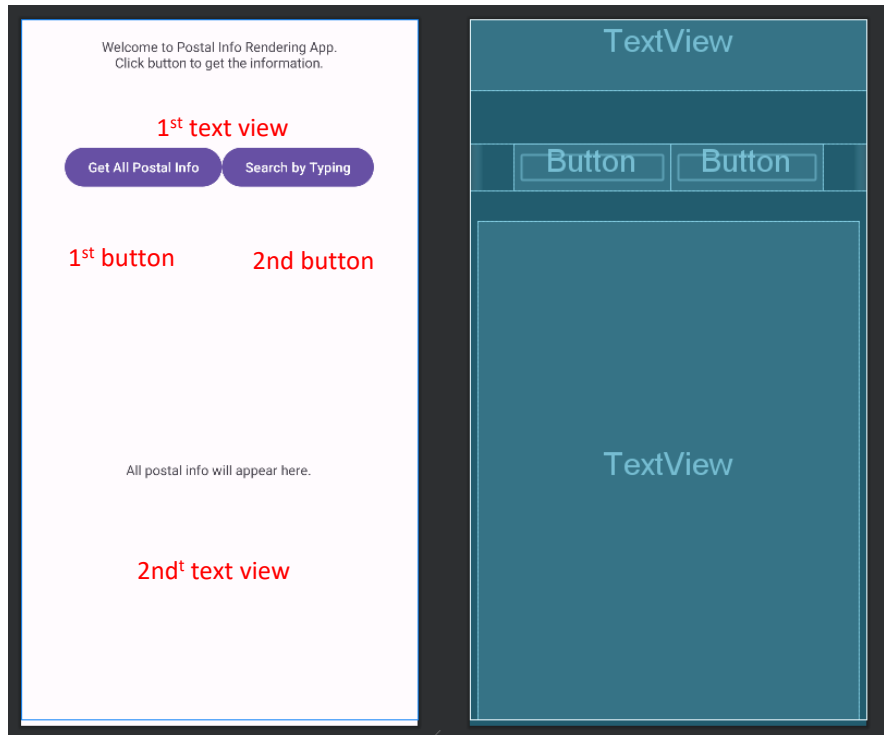 Welcome to Postal Info Rendering App.
Click button to get the information.
1st text view
Get All Postal Info
Search by Typing
1st button
2nd button
All postal info will appear here.
2ndt text view
TextView
Button
Button
TextView